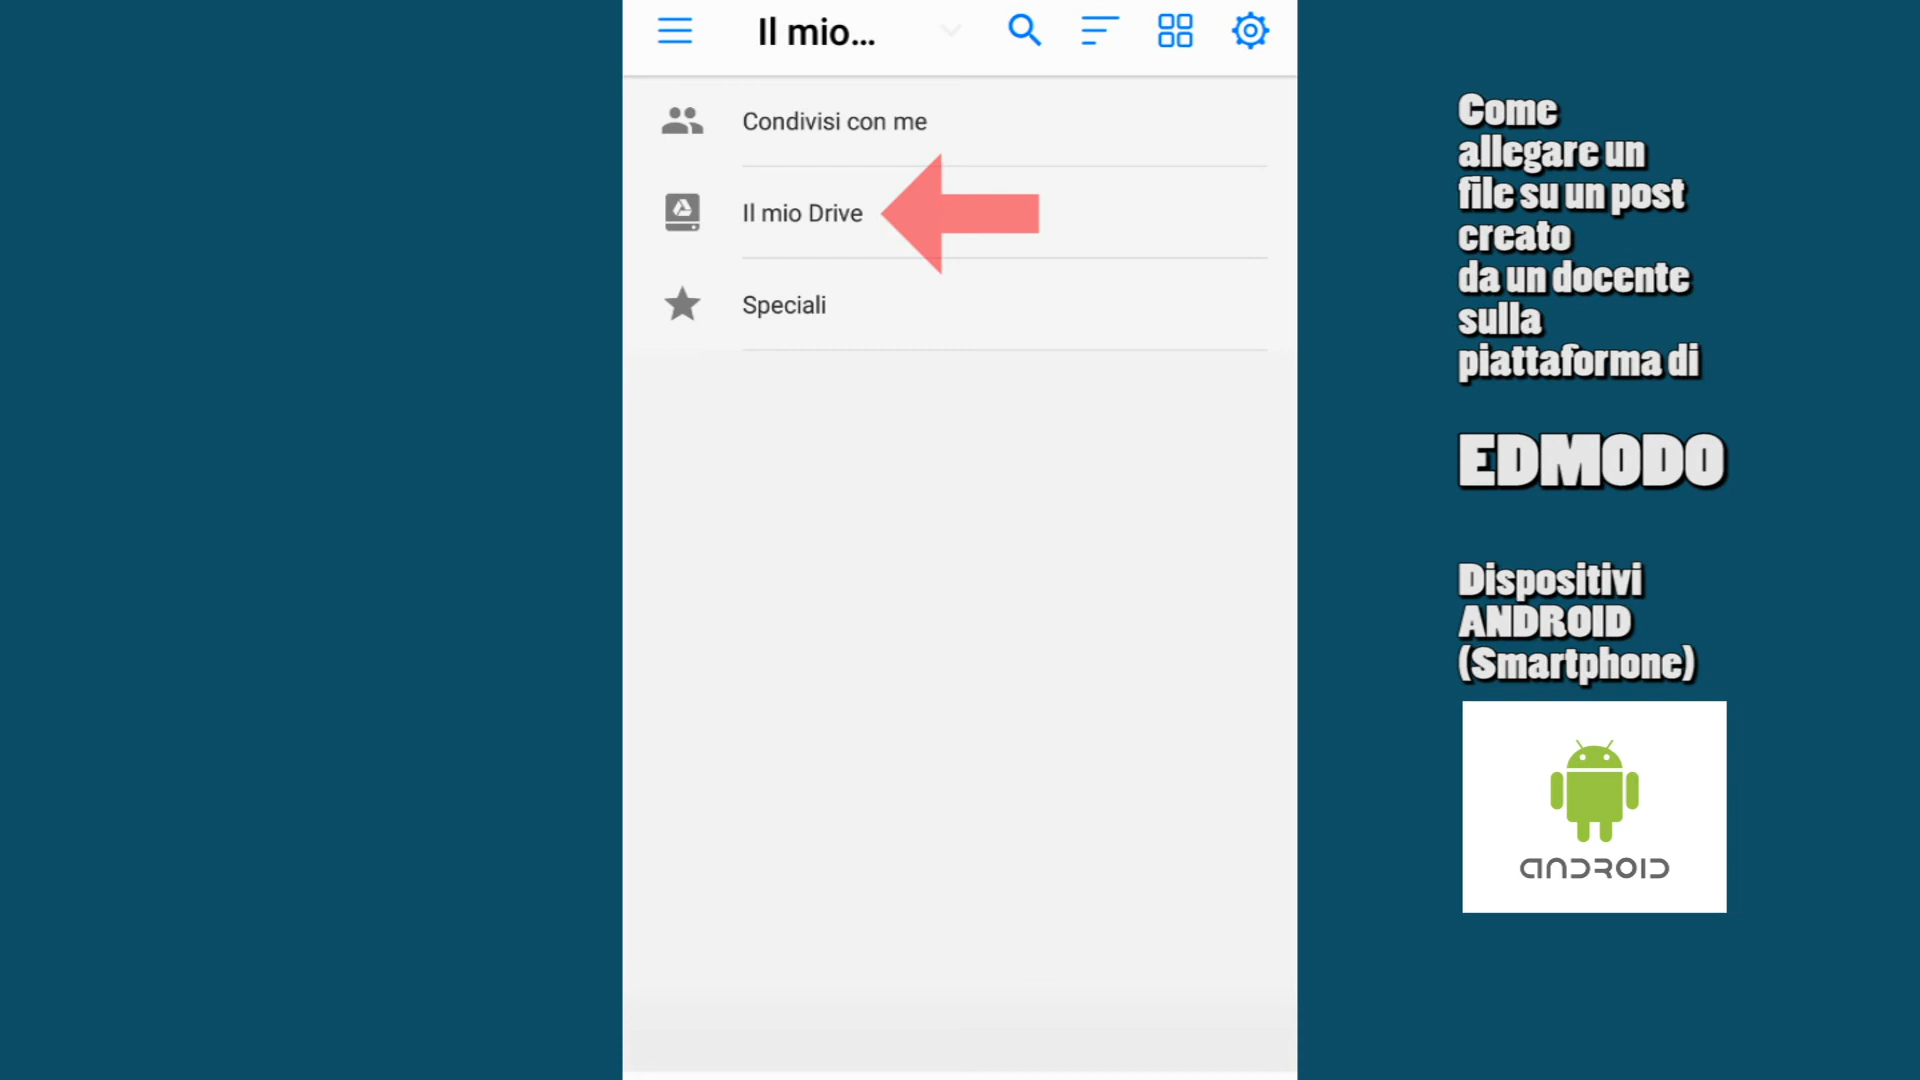 Il mio...
Condivisi con me
Il mio Drive
Speciali
Come
allegare un
file su un post
creato
da un docente
sulla
piattaforma di
EDMODO
Dispositivi
ANDROID
(Smartphone)
ANDROID